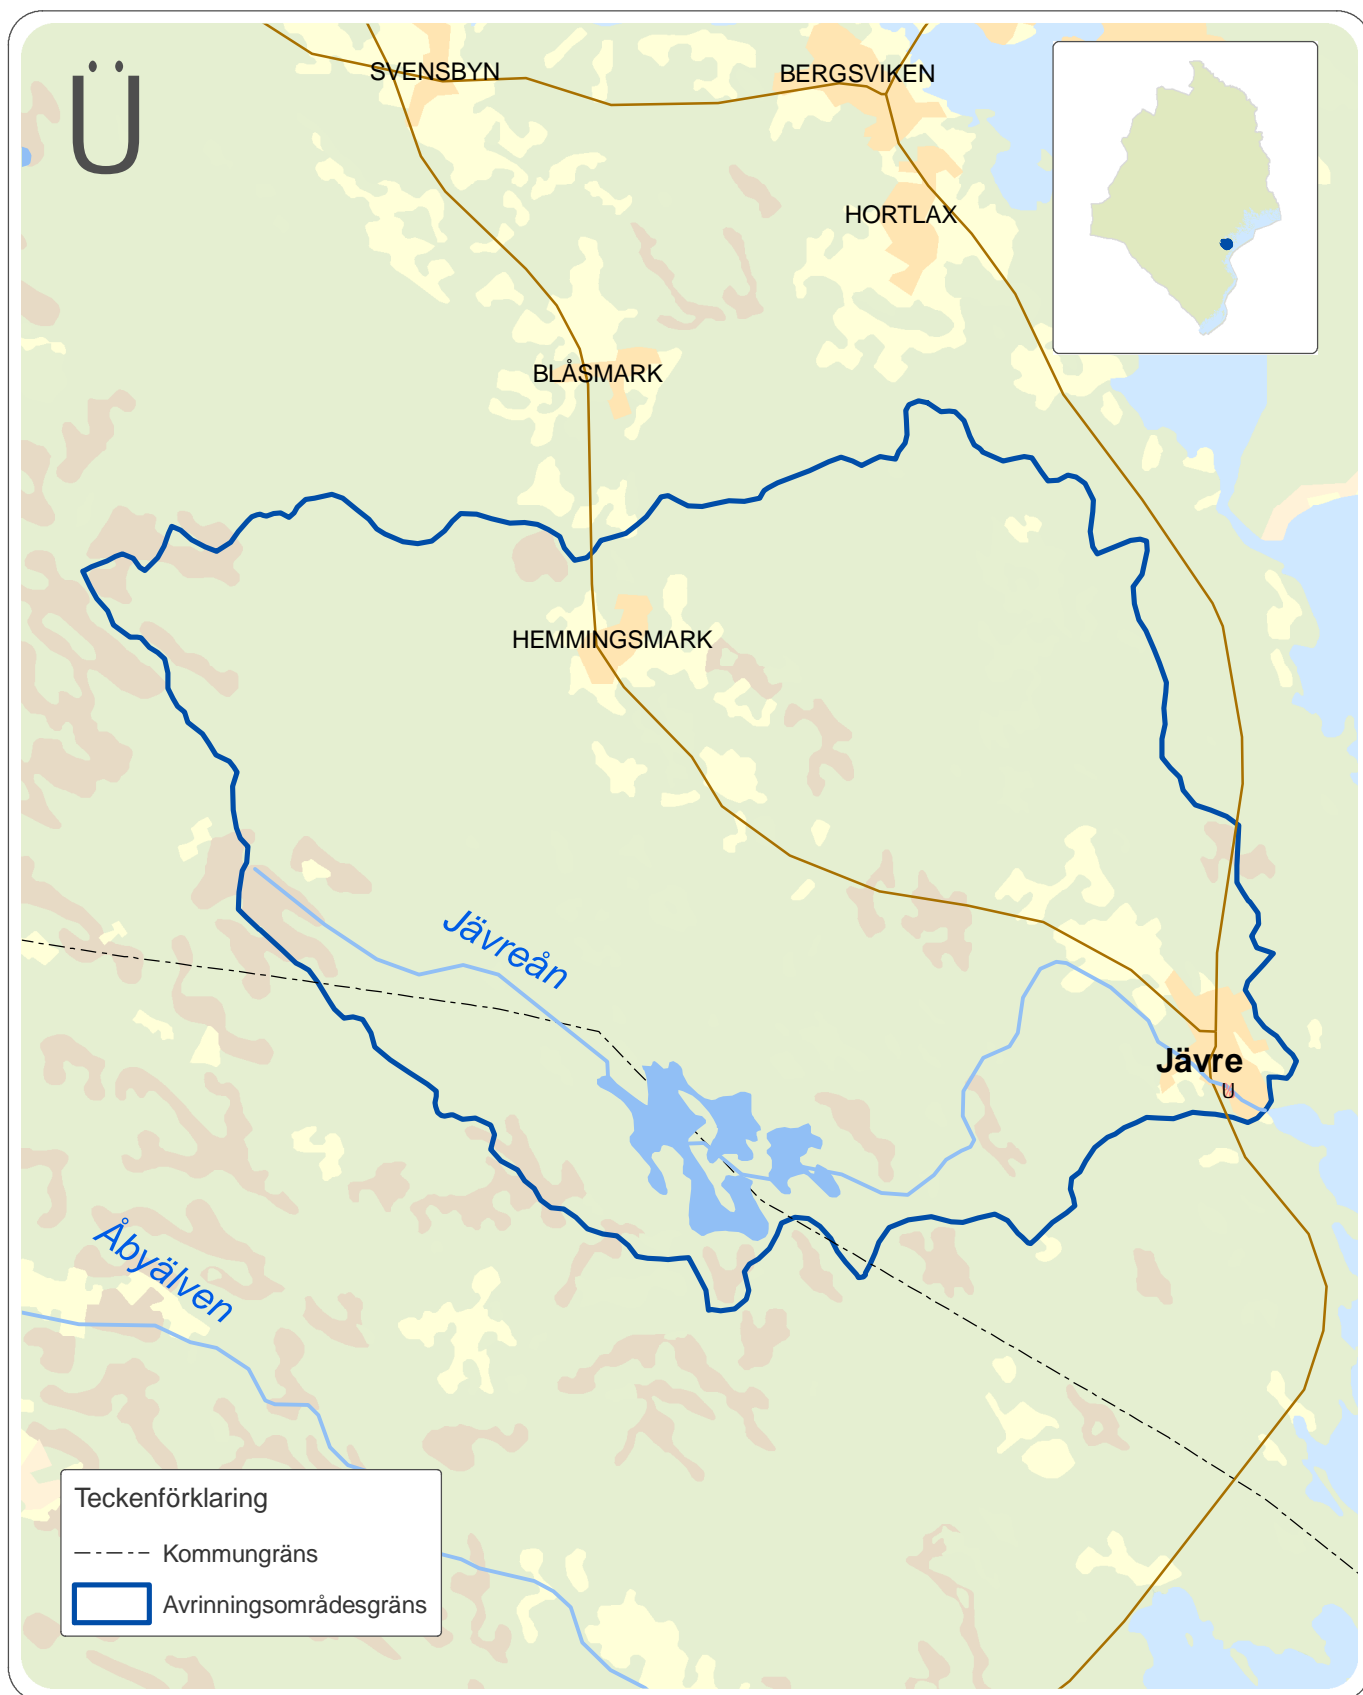 Ü
SVENSBYN
BERGSVIKEN
HORTLAX
BLÅSMARK
HEMMINGSMARK
Jävreån
Jävre
U
Åbyälven
Teckenförklaring
Kommungräns
Avrinningsområdesgräns